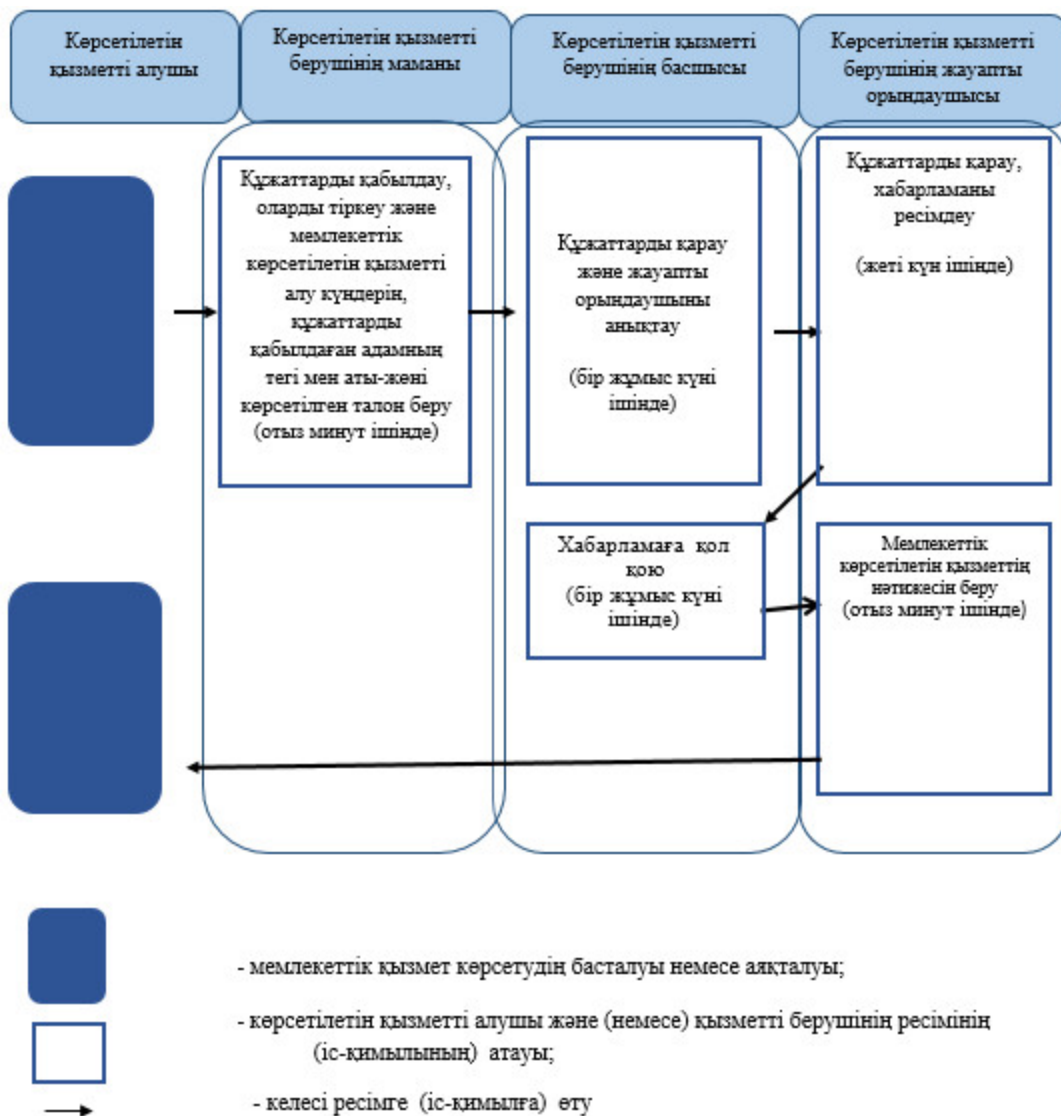 Көрсетілетін
қызметті алушы
Көрсетілетін қызметті
берушінің маманы
Көрсетілетін қызметті
берушінің басшысы
Көрсетілетін қызметті
берушінің жауапты
орындаушысы
Құжаттарды қабылдау,
оларды тіркеу және
мемлекеттік
көрсетілетін қызметті
алу күндерін,
құжаттарды
қабылдаған адамның
тегі мен аты-жөні
көрсетілген талон беру
(отыз минут ішінде)
Құжаттарды қарау
және жауапты
орындаушыны
анықтау
(бір жұмыс күні
ішінде)
Құжаттарды қарау,
хабарламаны
ресімдеу
(жеті күн ішінде)
Хабарламаға қол
қою
(бір жұмыс күні
ішінде)
Мемлекеттік
көрсетілетін қызметтің
нәтижесін беру
(отыз минут ішінде)
- мемлекеттік қызмет көрсетудің басталуы немесе аяқталуы;
- көрсетілетін қызметті алушы және (немесе) қызметті берушінің ресімінің
(іс-қимылының) атауы;
- келесі ресімге (іс-қимылға) өту